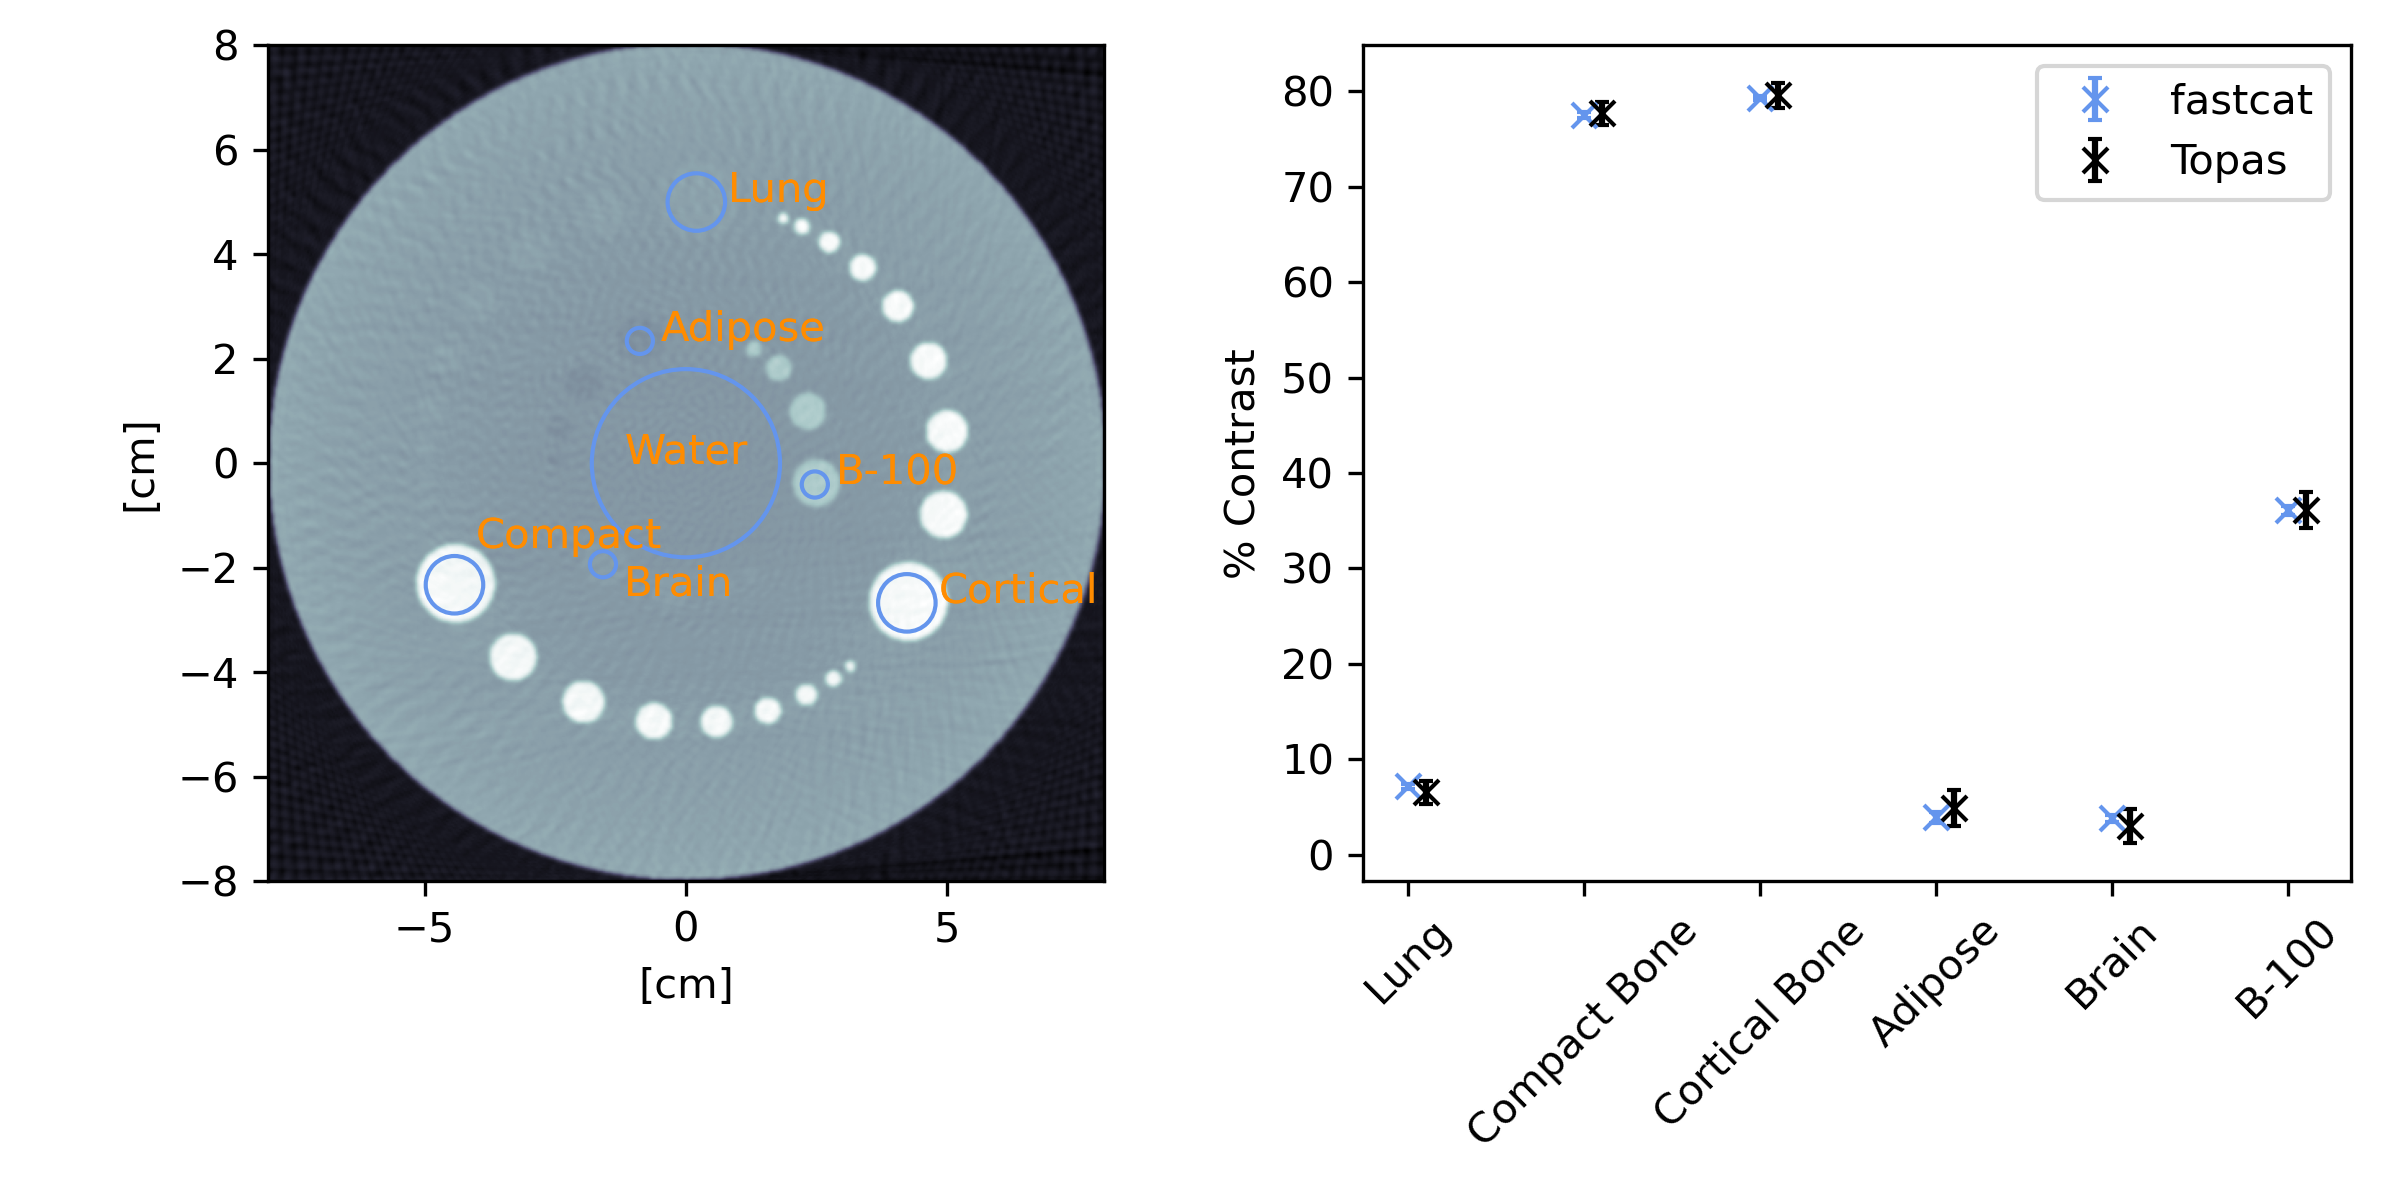 8
6
4
2
0
−2
−4
−6
−8
[cm]
−5
0
5
[cm]
Lung
Adipose
Water
B-100
Compact
Brain
Cortical
80
70
60
50
40
30
20
10
0
% Contrast
fastcat
Topas
Lung
Compact Bone
Cortical Bone
Adipose
Brain
B-100